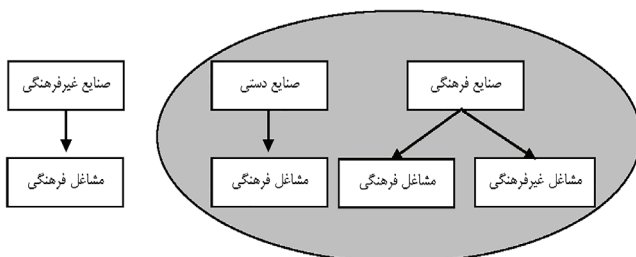 صنایع فرهنگی
صنایع دستی
صنایع غیرفرهنگی
مشاغل غیرفرهنگی
مشاغل فرهنگی
مشاغل فرهنگی
مشاغل فرهنگی